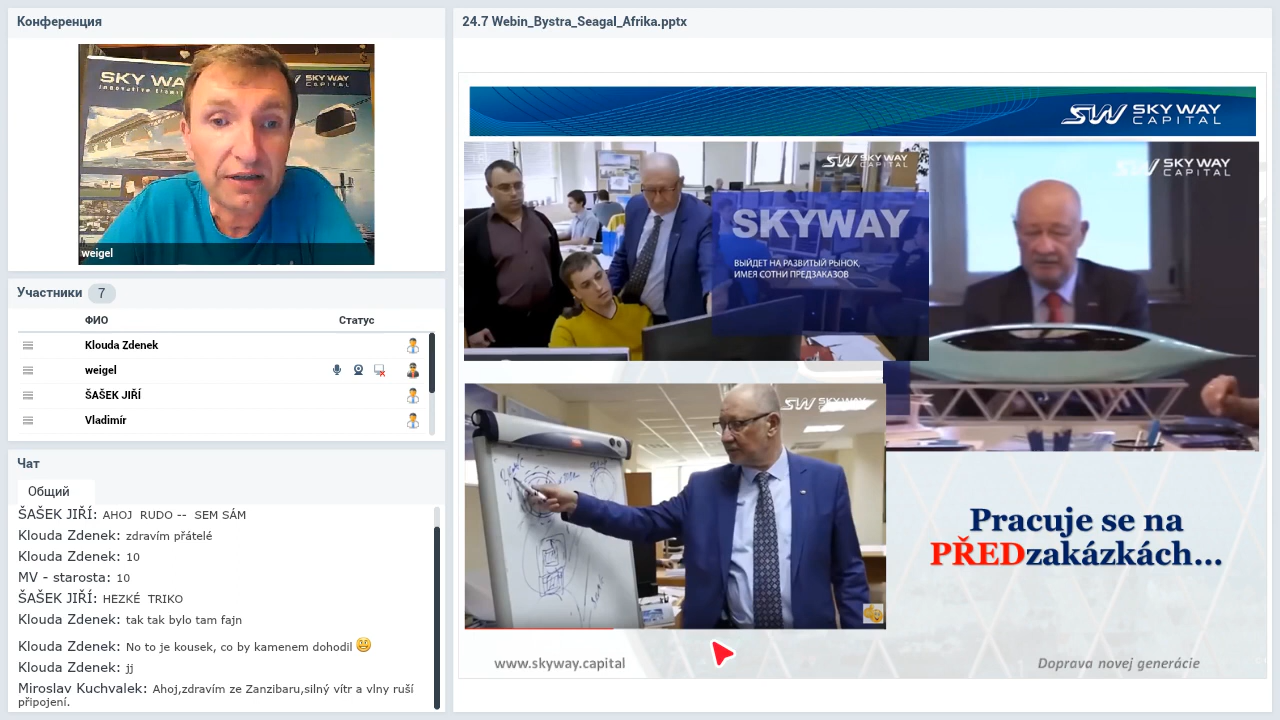 Конференция
SKY WA
SKY WAY
CAPITAL
weigel
Участники 7
ФИО Статус
Klouda Zdenek
weigel
ŠAŠEK JIŘÍ
Vladimír
Чат
Общий
ŠAŠEK JIŘÍ: AHOJ RUDO -- SEM SÁM
Klouda Zdenek: zdravím přátelé
Klouda Zdenek: 10
MV - starosta: 10
ŠAŠEK JIŘÍ: HEZKÉ TRIKO
Klouda Zdenek: tak tak bylo tam fajn
Klouda Zdenek: No to je kousek, co by kamenem dohodil
Klouda Zdenek: jj
Miroslav Kuchvalek: Ahoj,zdravím ze Zanzibaru,silný vítr a vlny ruší
připojení.
24.7 Webin_Bystra_Seagal_Afrika.pptx
SW SKY WAY
CAPITAL
SW SKY WAY
CAPITAL
SKYWAY
ВЫЙДЕТ НА РАЗВИТЫЙ РЫНОК,
ИМЕЯ СОТНИ ПРЕДЗАКАЗОВ
SW SKY WAY
CAPITAL
SW SKY WAY
Pracuje se na
PŘEDzakázkách...
www.skyway.capital
Doprava novej generácie